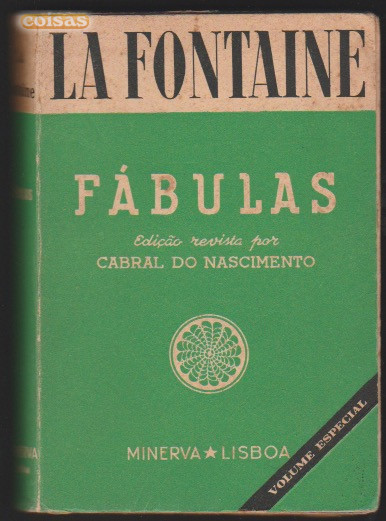 coisas
LA FONTAINE
FÁBULAS
Edição revista por
CABRAL DO NASCIMENTO
MINERVA ★ LISBOA
VOLUME ESPECIAL